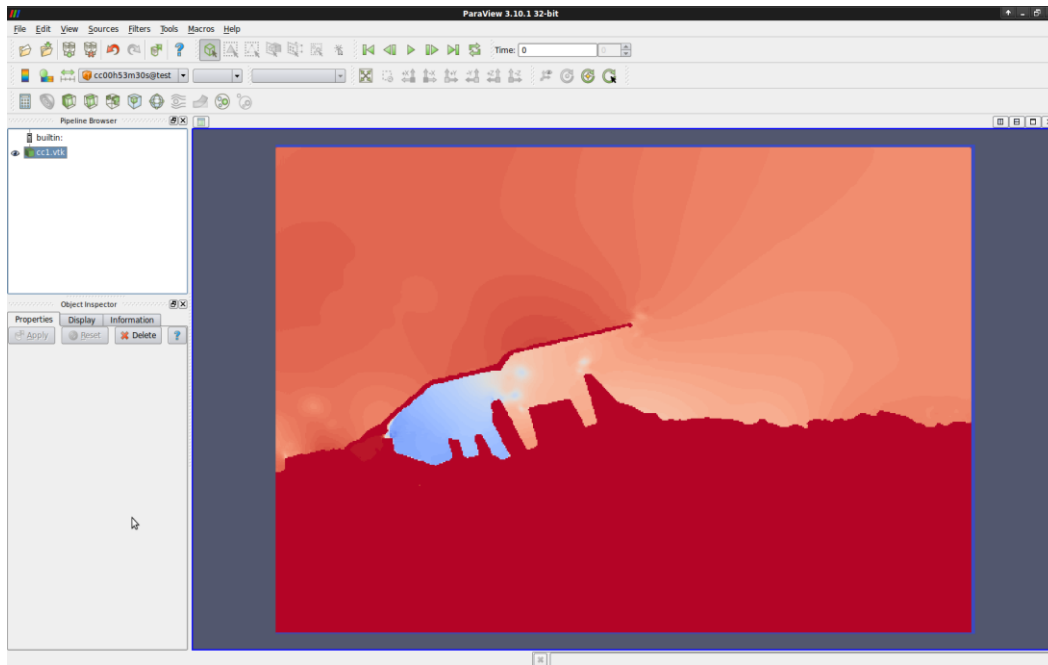 ParaView 3.10.1 32-bit
File Edit View Sources Filters Tools Macros Help
Time: 0 0
cc00h53m30s@test
Pipeline Browser
builtin:
cc1.vtk
Object Inspector
Properties Display Information
Apply Reset Delete ?